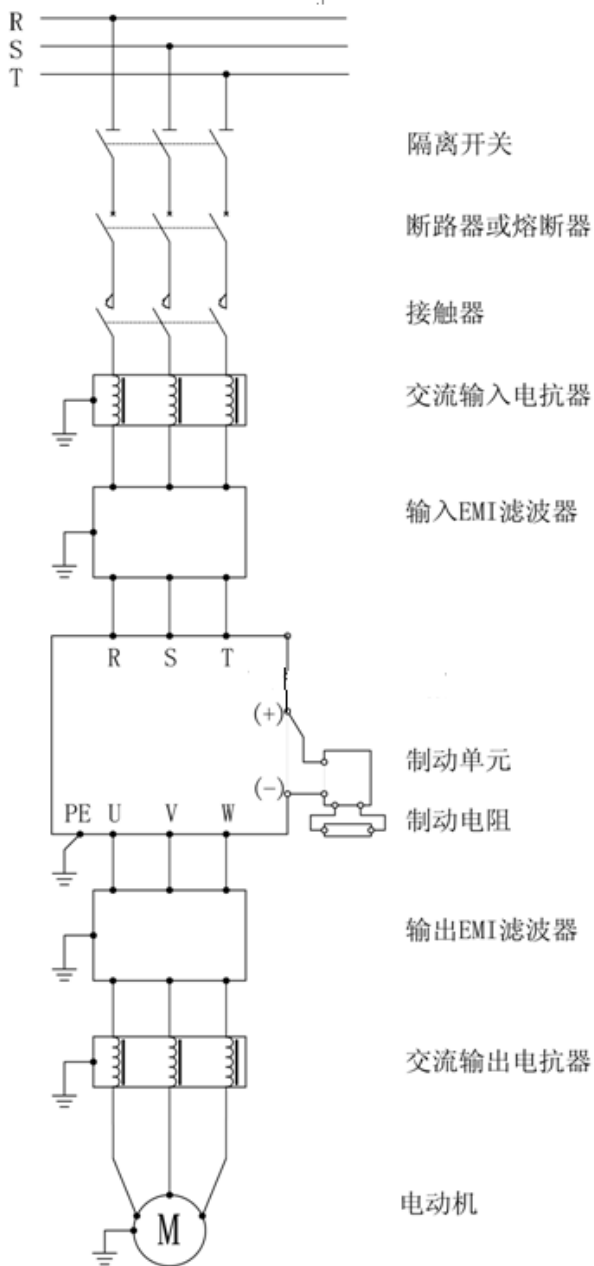 R
S
T
隔离开关
断路器或熔断器
接触器
交流输入电抗器
输入EMI滤波器
R S T
(+)
制动单元
(-)
PE U V W
制动电阻
输出EMI滤波器
交流输出电抗器
电动机
M